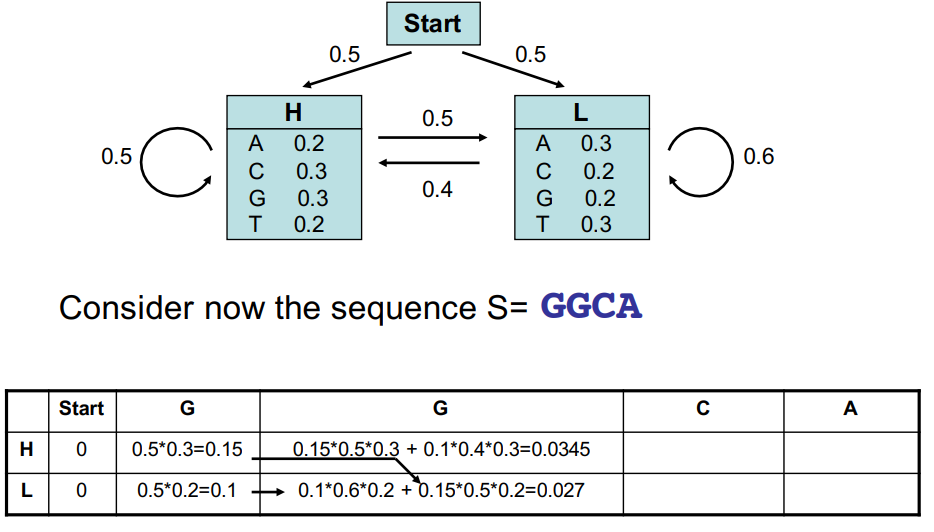 Start
0.5 0.5
H L
0.5
A 0.2 A 0.3
0.5 C 0.3 C 0.2 0.6
G 0.3 0.4 G 0.2
T 0.2 T 0.3
Consider now the sequence S= GGCA
Start G G C A
H 0 0.5*0.3=0.15 0.15*0.5*0.3 + 0.1*0.4*0.3=0.0345
L 0 0.5*0.2=0.1 0.1*0.6*0.2 + 0.15*0.5*0.2=0.027